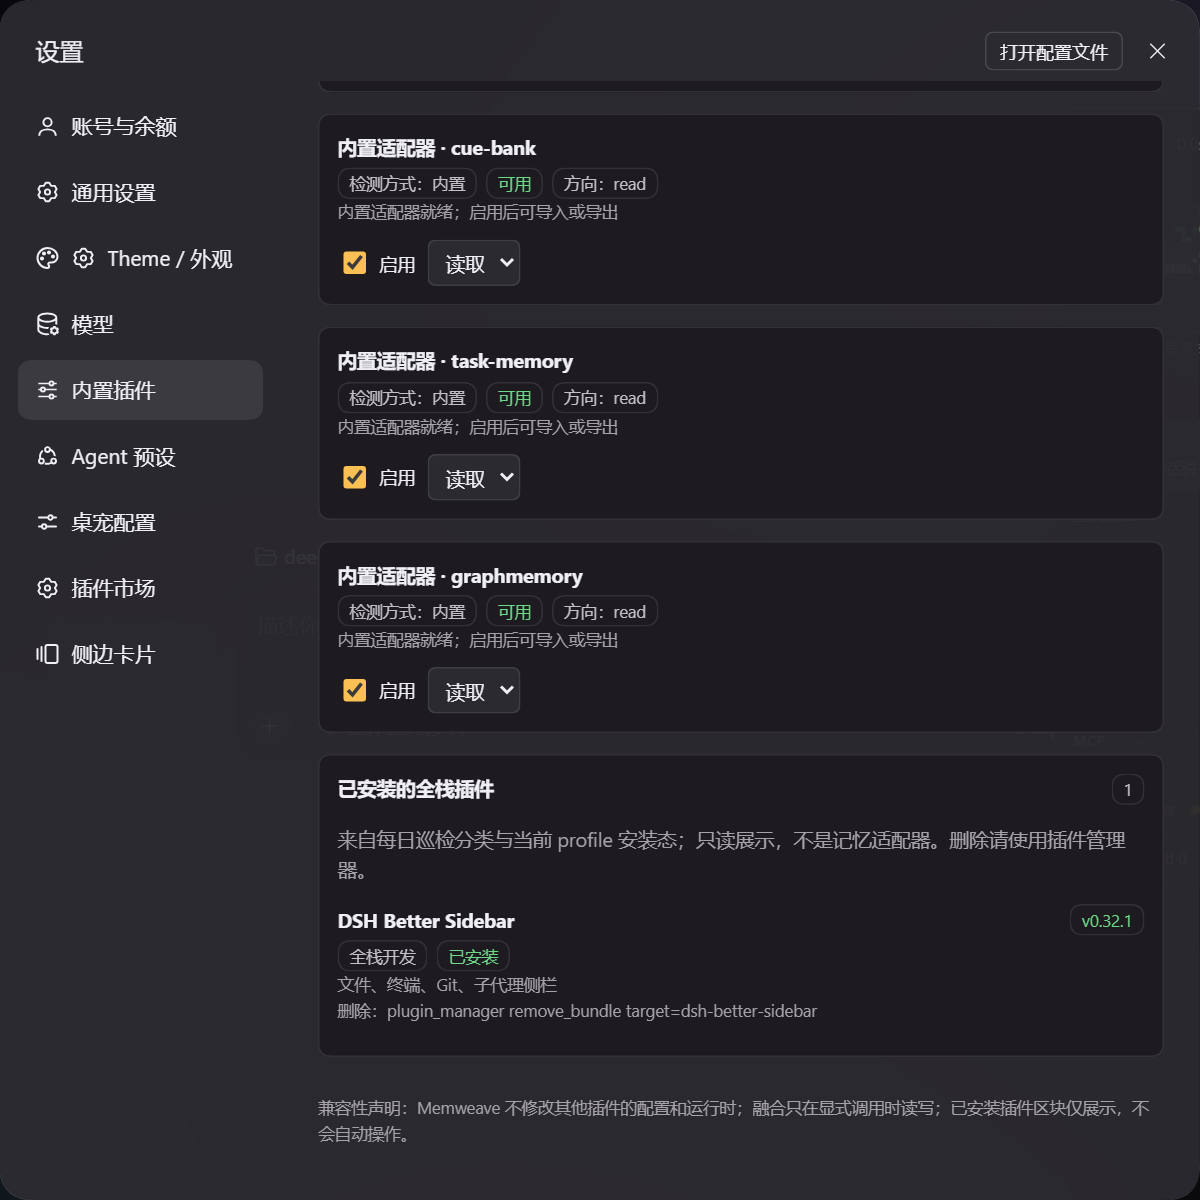 设置
打开配置文件
账号与余额
通用设置
Theme / 外观
模型
内置插件
Agent 预设
桌宠配置
插件市场
侧边卡片
内置适配器 · cue-bank
检测方式：内置 可用 方向：read
内置适配器就绪；启用后可导入或导出
启用 读取
内置适配器 · task-memory
检测方式：内置 可用 方向：read
内置适配器就绪；启用后可导入或导出
启用 读取
内置适配器 · graphmemory
检测方式：内置 可用 方向：read
内置适配器就绪；启用后可导入或导出
启用 读取
已安装的全栈插件 1
来自每日巡检分类与当前 profile 安装态；只读展示，不是记忆适配器。删除请使用插件管理
器。
DSH Better Sidebar v0.32.1
全栈开发 已安装
文件、终端、Git、子代理侧栏
删除：plugin_manager remove_bundle target=dsh-better-sidebar
兼容性声明：Memweave 不修改其他插件的配置和运行时；融合只在显式调用时读写；已安装插件区块仅展示，不
会自动操作。
dee
描述你
MCP